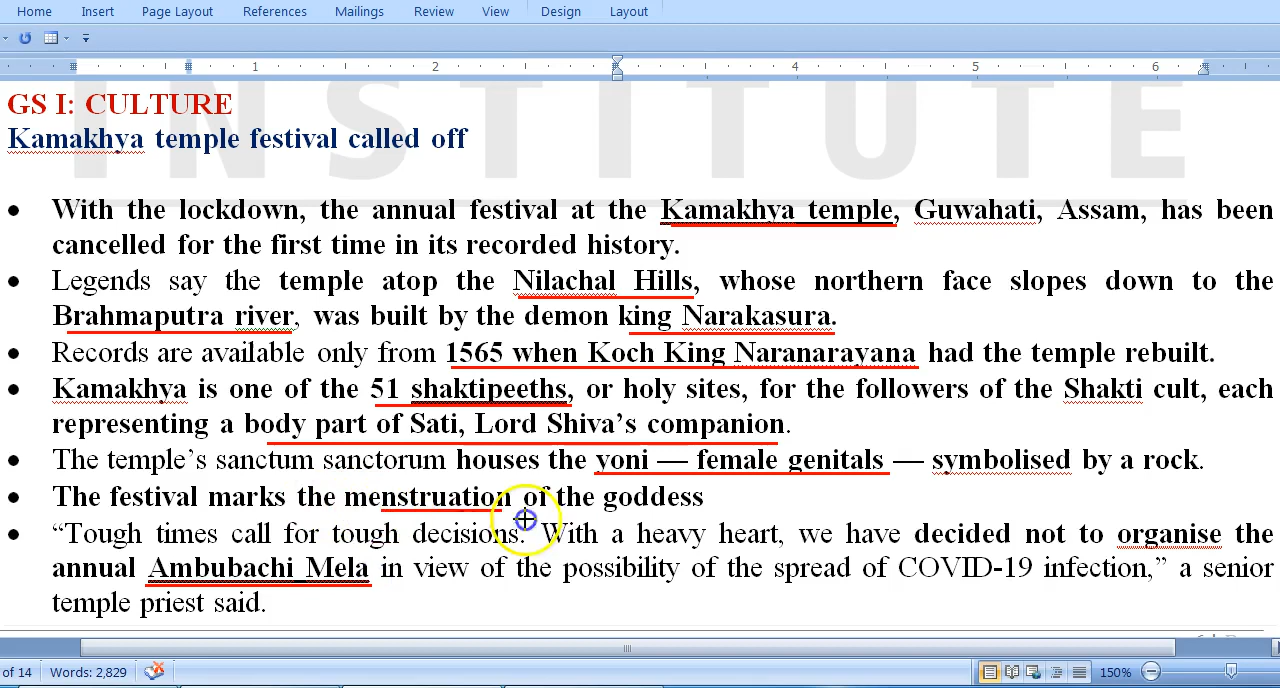 Home Insert Page Layout References Mailings Review View Design Layout
1 2 4 5 6
INSTITUTE
GS I: CULTURE
Kamakhya temple festival called off
• With the lockdown, the annual festival at the Kamakhya temple, Guwahati, Assam, has been
cancelled for the first time in its recorded history.
• Legends say the temple atop the Nilachal Hills, whose northern face slopes down to the
Brahmaputra river, was built by the demon king Narakasura.
• Records are available only from 1565 when Koch King Naranarayana had the temple rebuilt.
• Kamakhya is one of the 51 shaktipeeths, or holy sites, for the followers of the Shakti cult, each
representing a body part of Sati, Lord Shiva’s companion.
• The temple’s sanctum sanctorum houses the yoni — female genitals — symbolised by a rock.
• The festival marks the menstruation of the goddess
• “Tough times call for tough decisions. With a heavy heart, we have decided not to organise the
annual Ambubachi Mela in view of the possibility of the spread of COVID-19 infection,” a senior
temple priest said.
of 14 Words: 2,829 150%